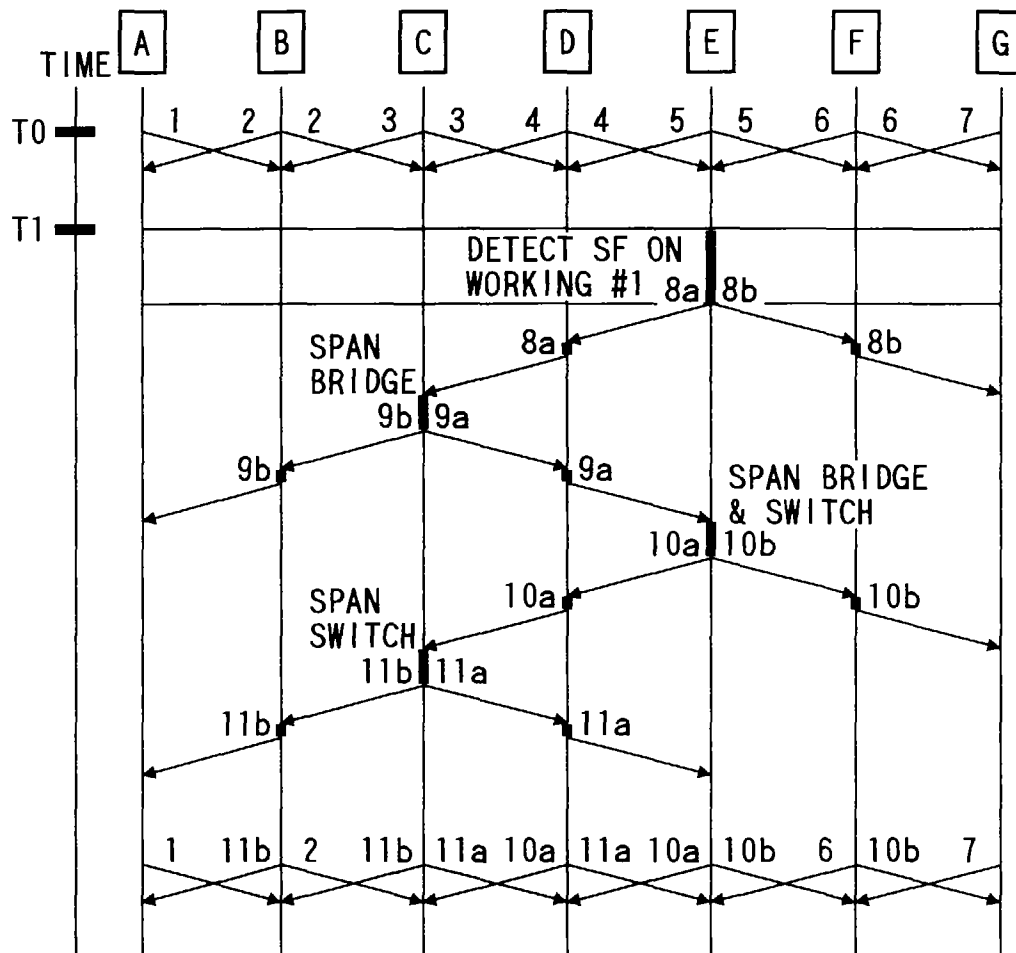 A B C D E F G
TIME
T0 1 2 2 3 3 4 4 5 5 6 6 7
T1
DETECT SF ON
WORKING #1 8a 8b
8a 8b
SPAN
BRIDGE
9b 9a
9b 9a
SPAN BRIDGE
& SWITCH
10a 10b
10a 10b
SPAN
SWITCH
11b 11a
11b 11a
1 11b 2 11b 11a 10a 11a 10a 10b 6 10b 7